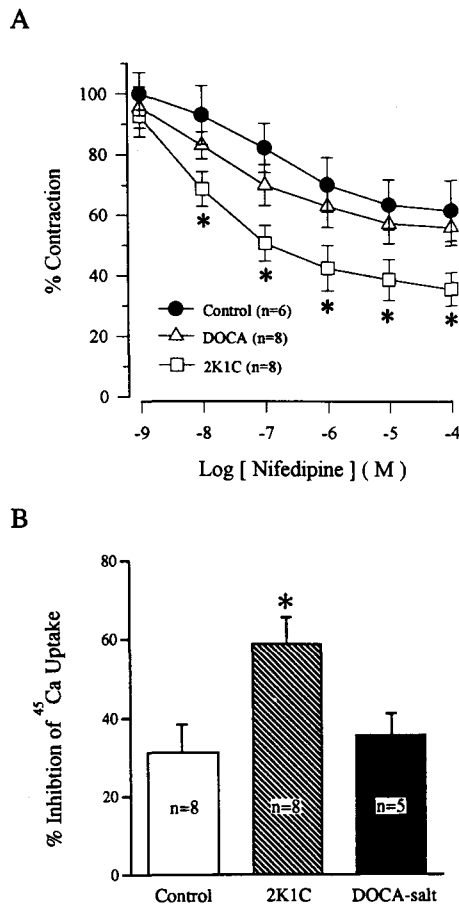 A
100
80
60
40
20
0
% Contraction
Control (n=6)
DOCA (n=8)
2K1C (n=8)
*
*
*
*
*
-9 -8 -7 -6 -5 -4
Log [ Nifedipine ] ( M )
B
80
60
40
20
0
% Inhibtion of 45Ca Uptake
*
n=8
n=8
n=5
Control 2K1C DOCA-salt